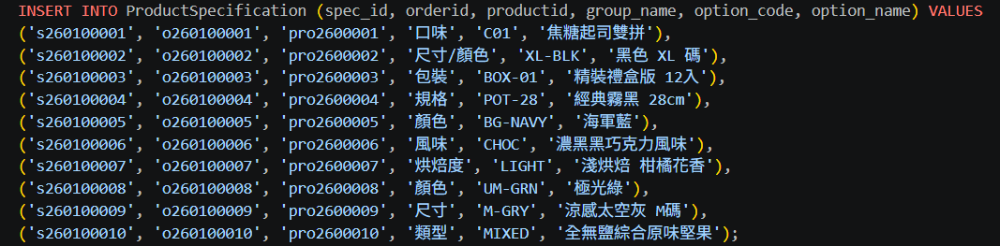 INSERT INTO ProductSpecification (spec_id, orderid, productid, group_name, option_code, option_name) VALUES
('s260100001', 'o260100001', 'pro2600001', '口味', 'C01', '焦糖起司雙拼'),
('s260100002', 'o260100002', 'pro2600002', '尺寸/顏色', 'XL-BLK', '黑色 XL 碼'),
('s260100003', 'o260100003', 'pro2600003', '包裝', 'BOX-01', '精裝禮盒版 12入'),
('s260100004', 'o260100004', 'pro2600004', '規格', 'POT-28', '經典霧黑 28cm'),
('s260100005', 'o260100005', 'pro2600005', '顏色', 'BG-NAVY', '海軍藍'),
('s260100006', 'o260100006', 'pro2600006', '風味', 'CHOC', '濃黑黑巧克力風味'),
('s260100007', 'o260100007', 'pro2600007', '烘焙度', 'LIGHT', '淺烘焙 柑橘花香'),
('s260100008', 'o260100008', 'pro2600008', '顏色', 'UM-GRN', '極光綠'),
('s260100009', 'o260100009', 'pro2600009', '尺寸', 'M-GRY', '涼感太空灰 M碼'),
('s260100010', 'o260100010', 'pro2600010', '類型', 'MIXED', '全無鹽綜合原味堅果');